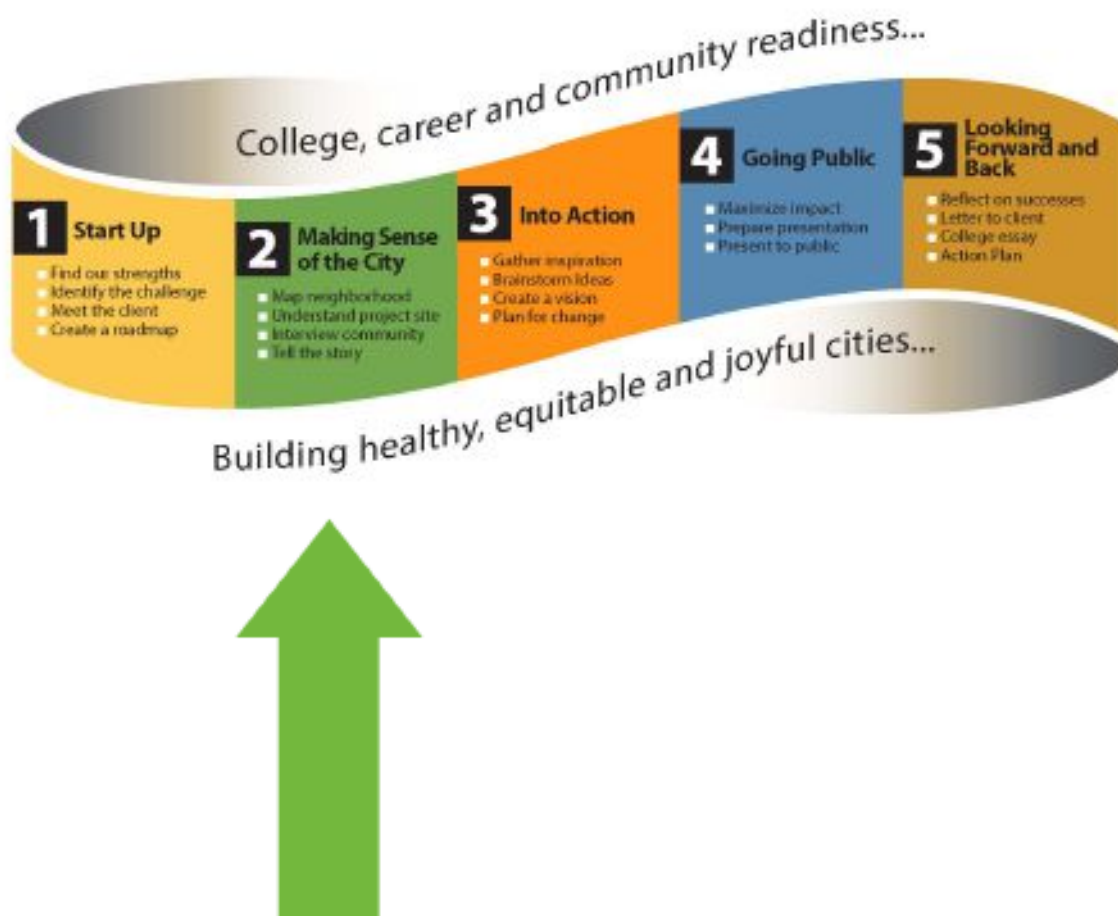 College, career and community readiness...
1 Start Up
Find our strengths
Identify the challenge
Meet the client
Create a roadmap
2 Making Sense
of the City
Map neighborhood
Understand project site
Interview community
Tell the story
3 Into Action
Gather inspiration
Brainstorm Ideas
Create a vision
Plan for change
4 Going Public
Maximize impact
Prepare presentation
Present to public
5 Looking
Forward and
Back
Reflect on successes
Letter to client
College essay
Action Plan
Building healthy, equitable and joyful cities...